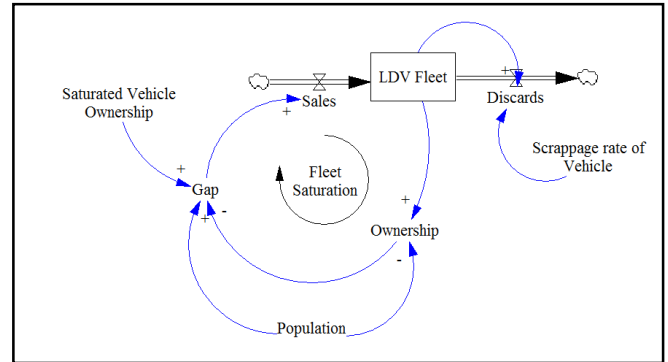 LDV Fleet
+
Saturated Vehicle
Ownership
Sales
+
Discards
Scrappage rate of
Vehicle
Fleet
Saturation
+
Gap
+
-
+
Ownership
-
Population